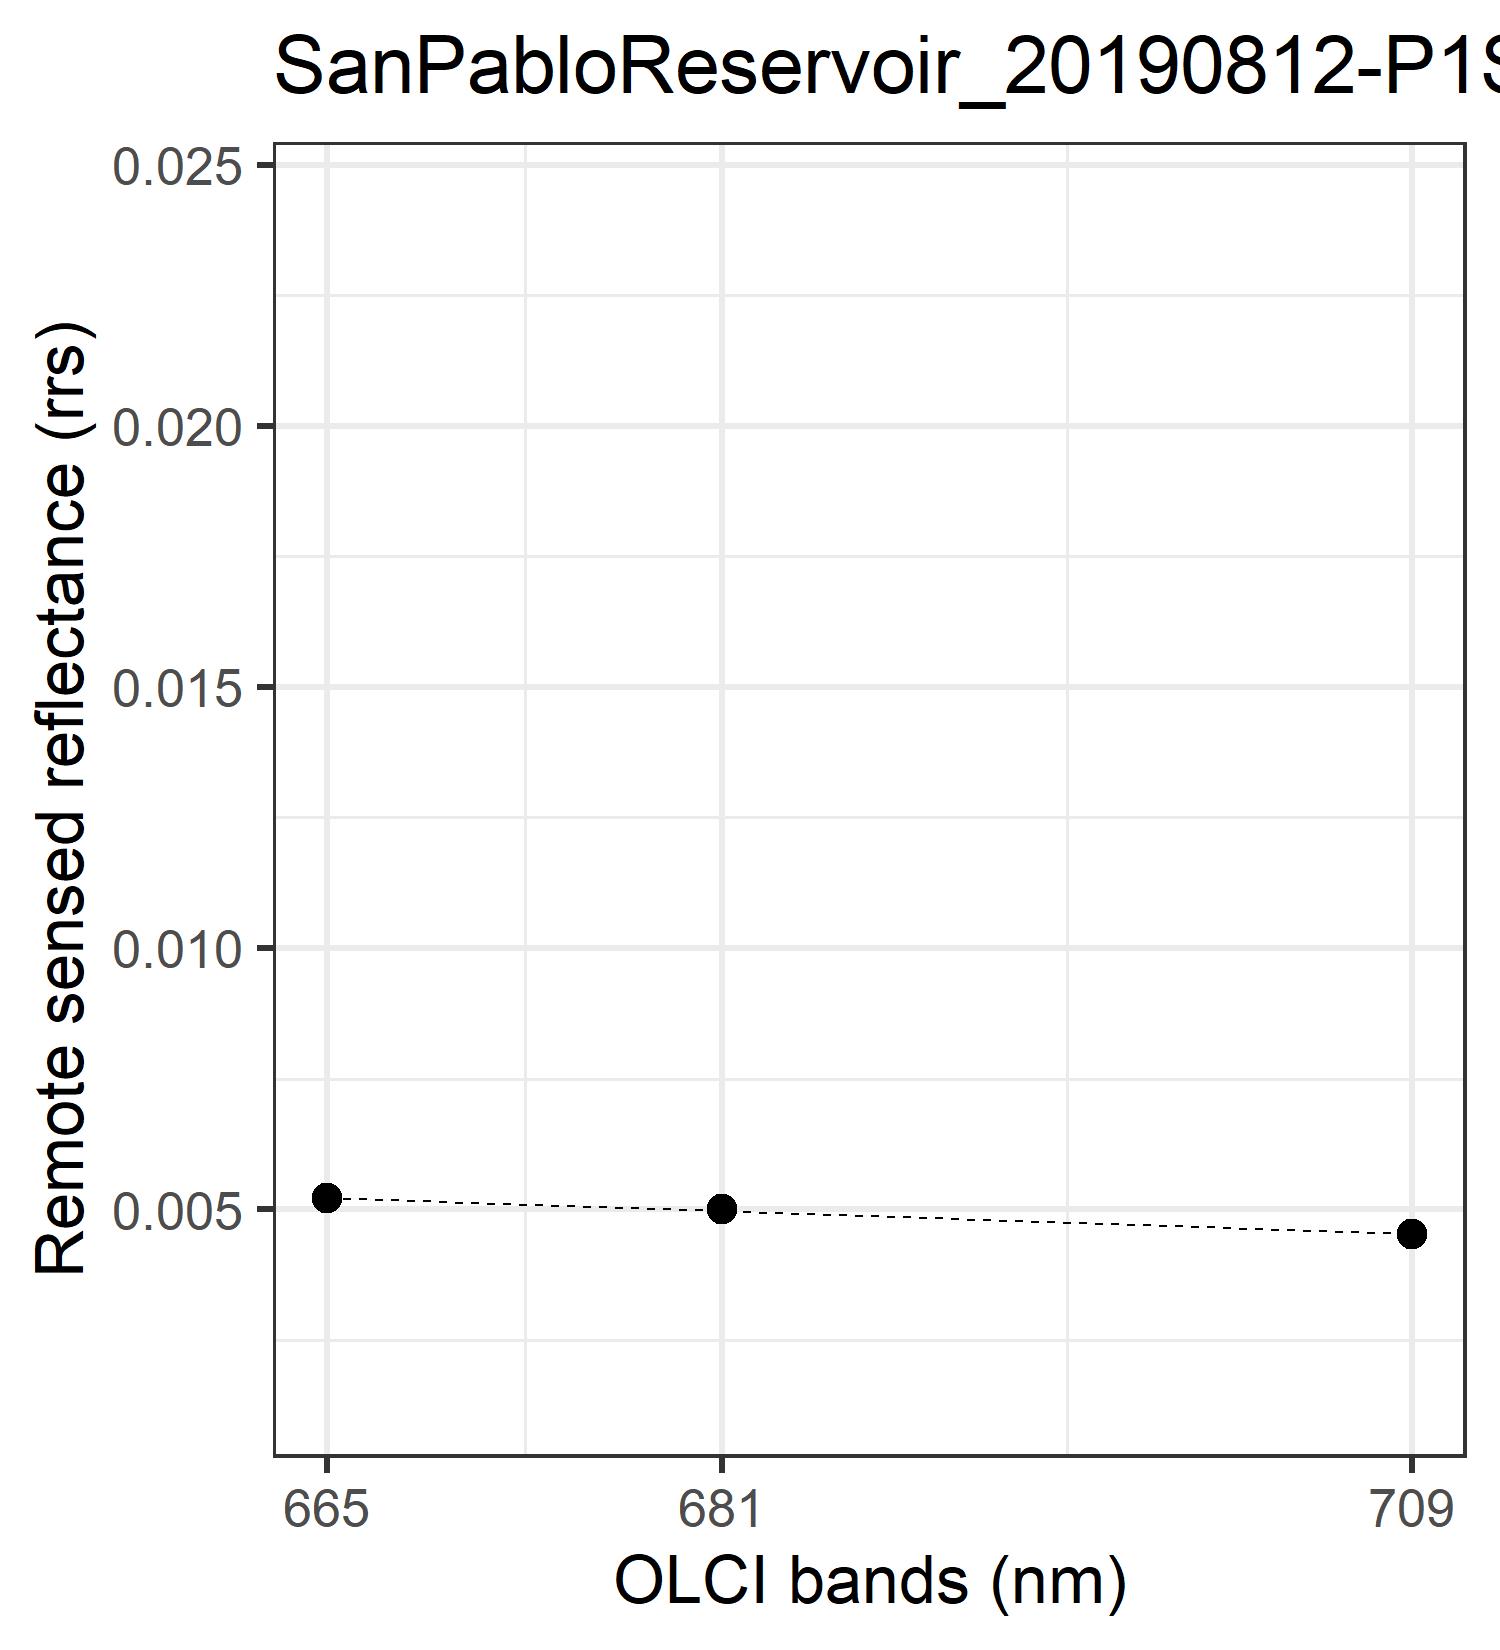 SanPabloReservoir_20190812-P1S
0.025
0.020
0.015
0.010
0.005
Remote sensed reflectance (rrs)
665 681 709
OLCI bands (nm)